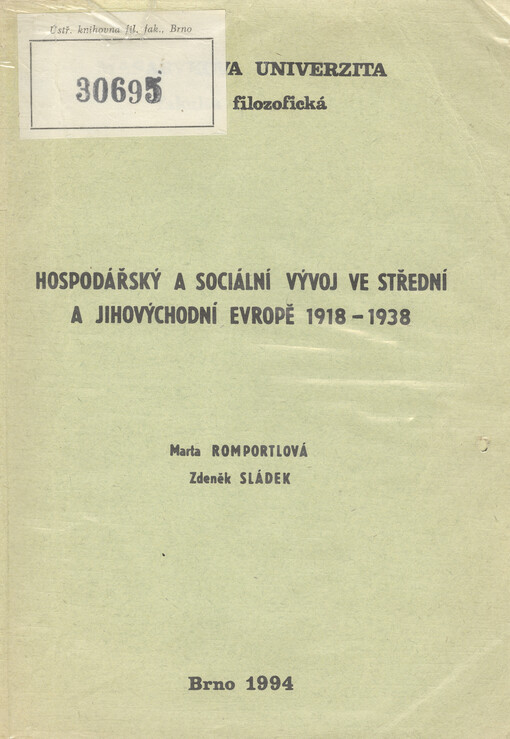 Ústř. knihovna fil. fak., Brno
30695
VA UNIVERZITA
filozofická
HOSPODÁŘSKÝ A SOCIÁLNÍ VÝVOJ VE STŘEDNÍ
A JIHOVÝCHODNÍ EVROPĚ 1918 – 1938
Marta ROMPORTLOVÁ
Zdeněk SLÁDEK
Brno 1994